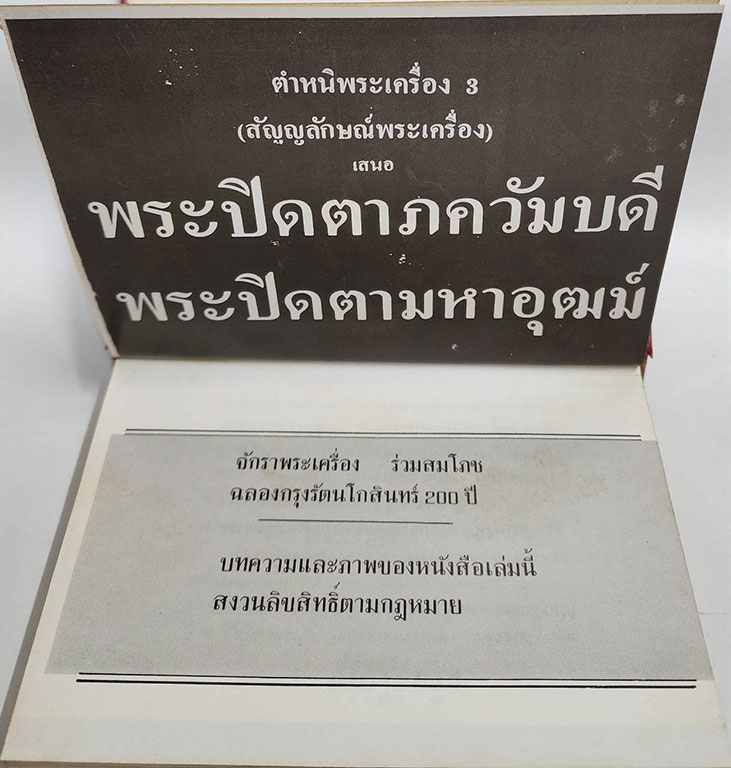 ตำหนิพระเครื่อง 3
(สัญญลักษณ์พระเครื่อง)
เสนอ
พระปิดตาภควัมบดี
พระปิดตามหาอุฒม์
จักราพระเครื่อง ร่วมสมโภช
ฉลองกรุงรัตนโกสินทร์ 200 ปี
บทความและภาพของหนังสือเล่มนี้
สงวนลิขสิทธิ์ตามกฎหมาย